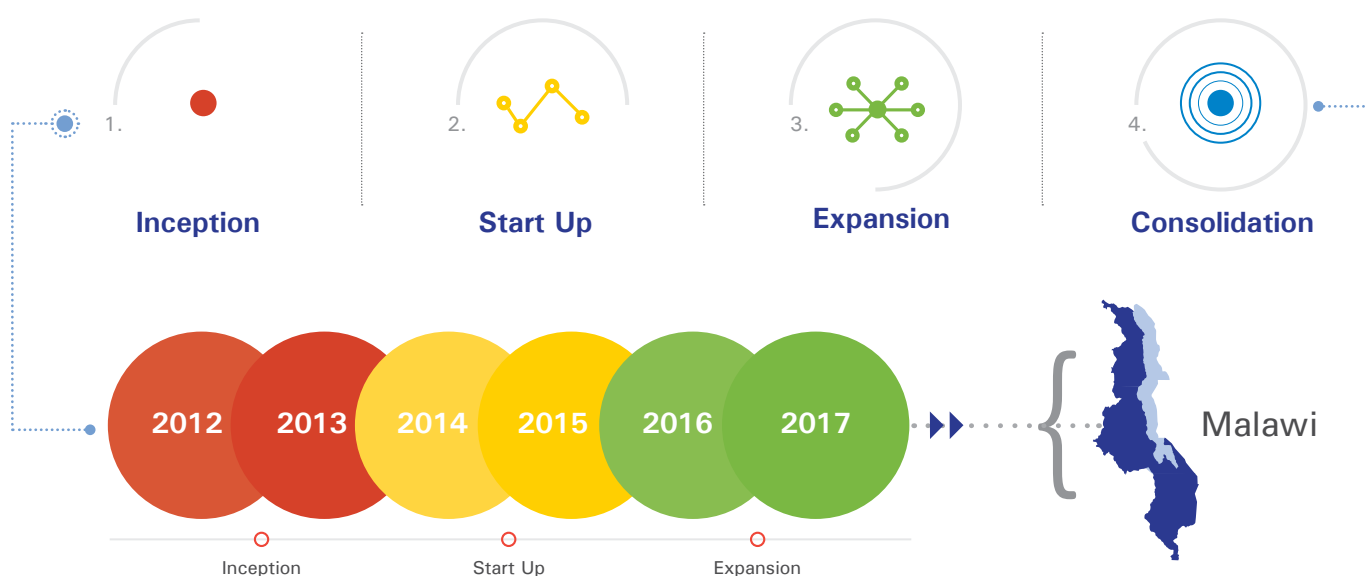 1.
2.
3.
4.
Inception
Start Up
Expansion
Consolidation
2012 2013 2014 2015 2016 2017
Malawi
Inception
Start Up
Expansion